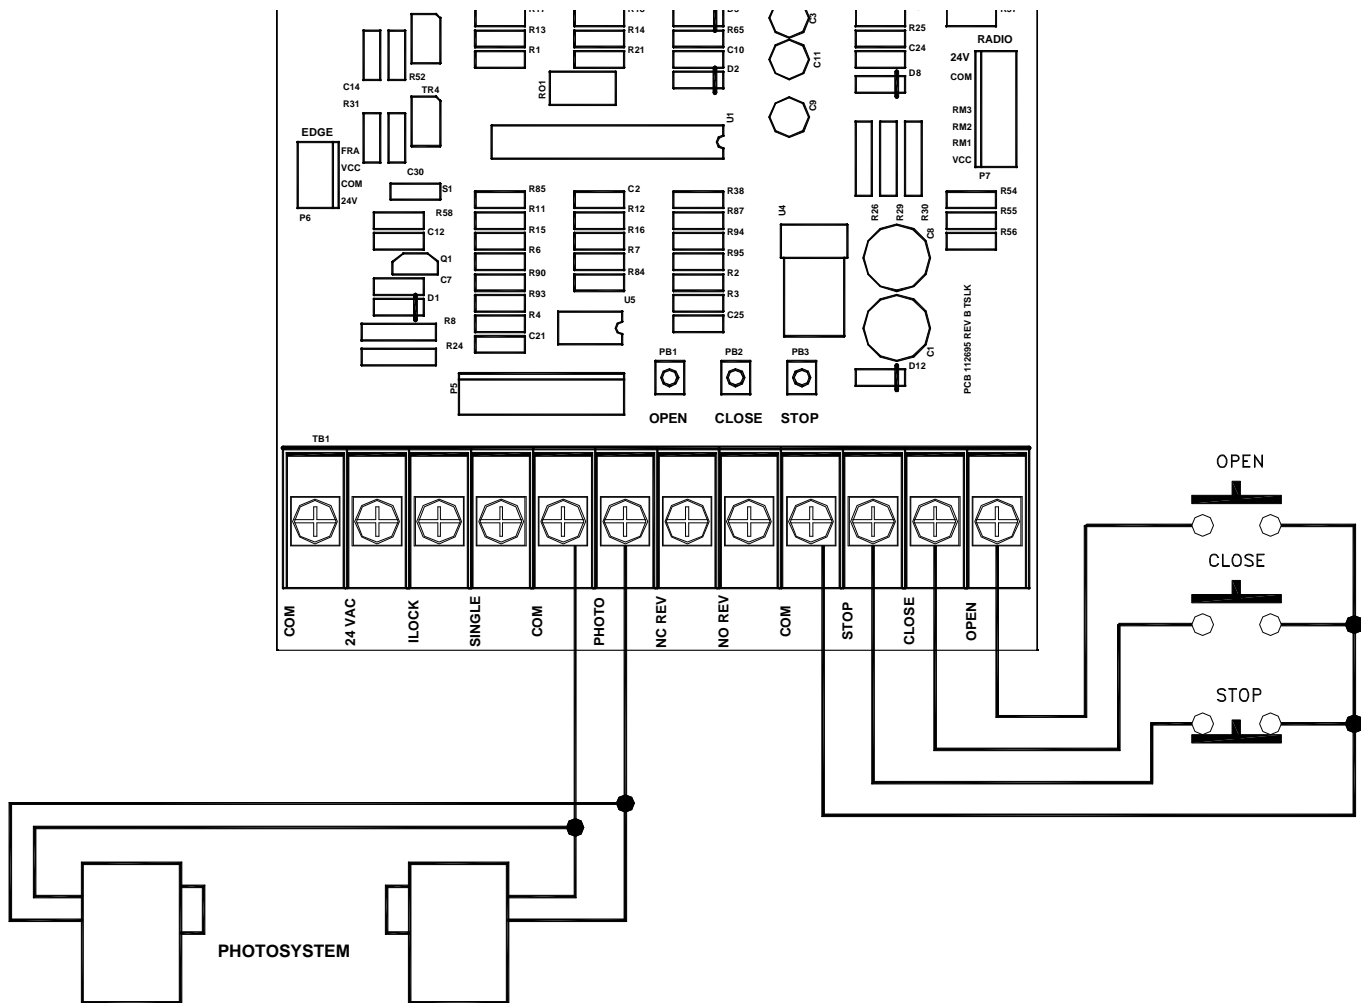 R13
R14
R65
R25
R1
R21
C10
C24
D2
D8
RADIO
24V
COM
RM3
RM2
RM1
VCC
P7
C3
C11
C9
C14
R52
R31
TR4
RO1
U1
EDGE
FRA
VCC
COM
24V
P6
C30
S1
R58
C12
Q1
C7
D1
R8
R24
R85
R11
R15
R6
R90
R93
R4
C21
C2
R12
R16
R7
R84
U5
R38
R87
R94
R95
R2
R3
C25
U4
R26
R29
R30
C8
C1
D12
R54
R55
R56
PCB 112695 REV B TSLK
P5
PB1
PB2
PB3
OPEN
CLOSE
STOP
TB1
COM
24 VAC
ILOCK
SINGLE
COM
PHOTO
NC REV
NO REV
COM
STOP
CLOSE
OPEN
OPEN
CLOSE
STOP
PHOTOSYSTEM